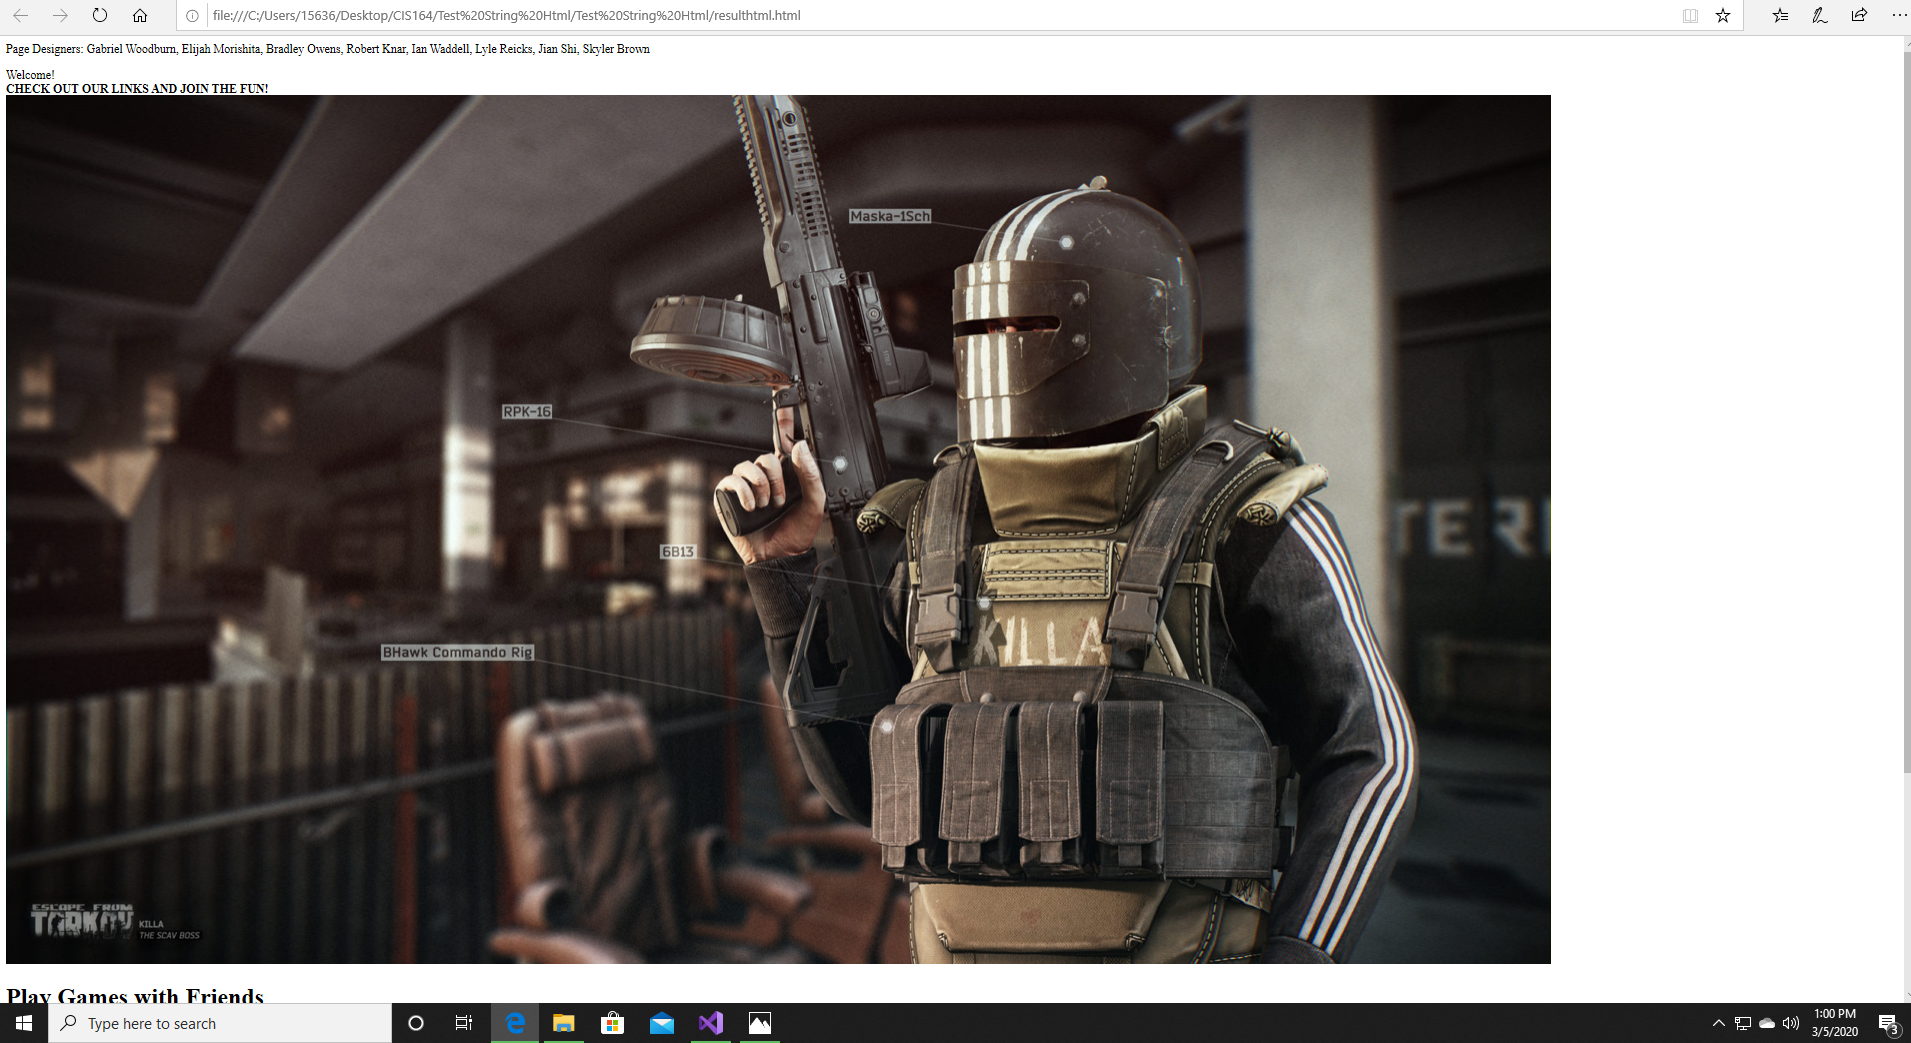 file:///C:/Users/15636/Desktop/CIS164/Test%20String%20Html/Test%20String%20Html/resulthtml.html
Page Designers: Gabriel Woodburn, Elijah Morishita, Bradley Owens, Robert Knar, Ian Waddell, Lyle Reicks, Jian Shi, Skyler Brown
Welcome!
CHECK OUT OUR LINKS AND JOIN THE FUN!
Maska-1Sch
RPK-16
6B13
KILLA
BHawk Commando Rig
ESCAPE FROM
TARKOV
KILLA
THE SCAV BOSS
Play Games with Friends
Type here to search
1:00 PM
3/5/2020
3